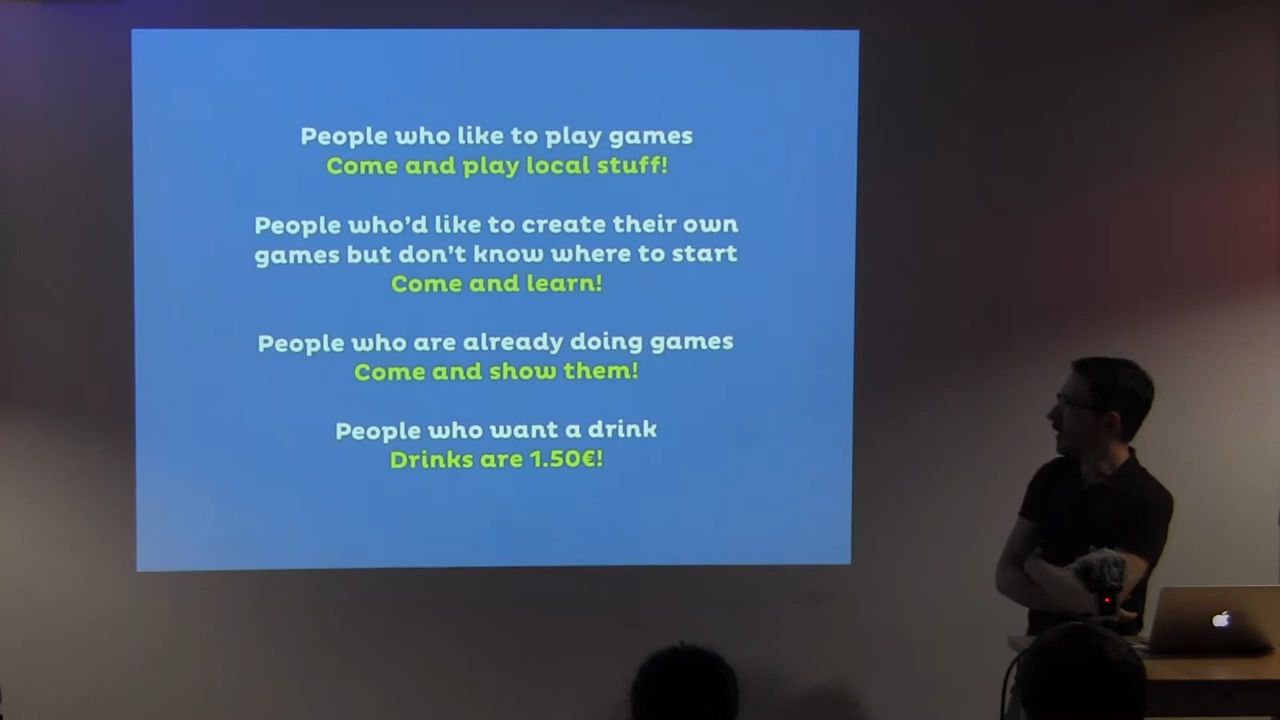 People who like to play games
Come and play local stuff!
People who'd like to create their own
games but don't know where to start
Come and learn!
People who are already doing games
Come and show them!
People who want a drink
Drinks are 1.50€!